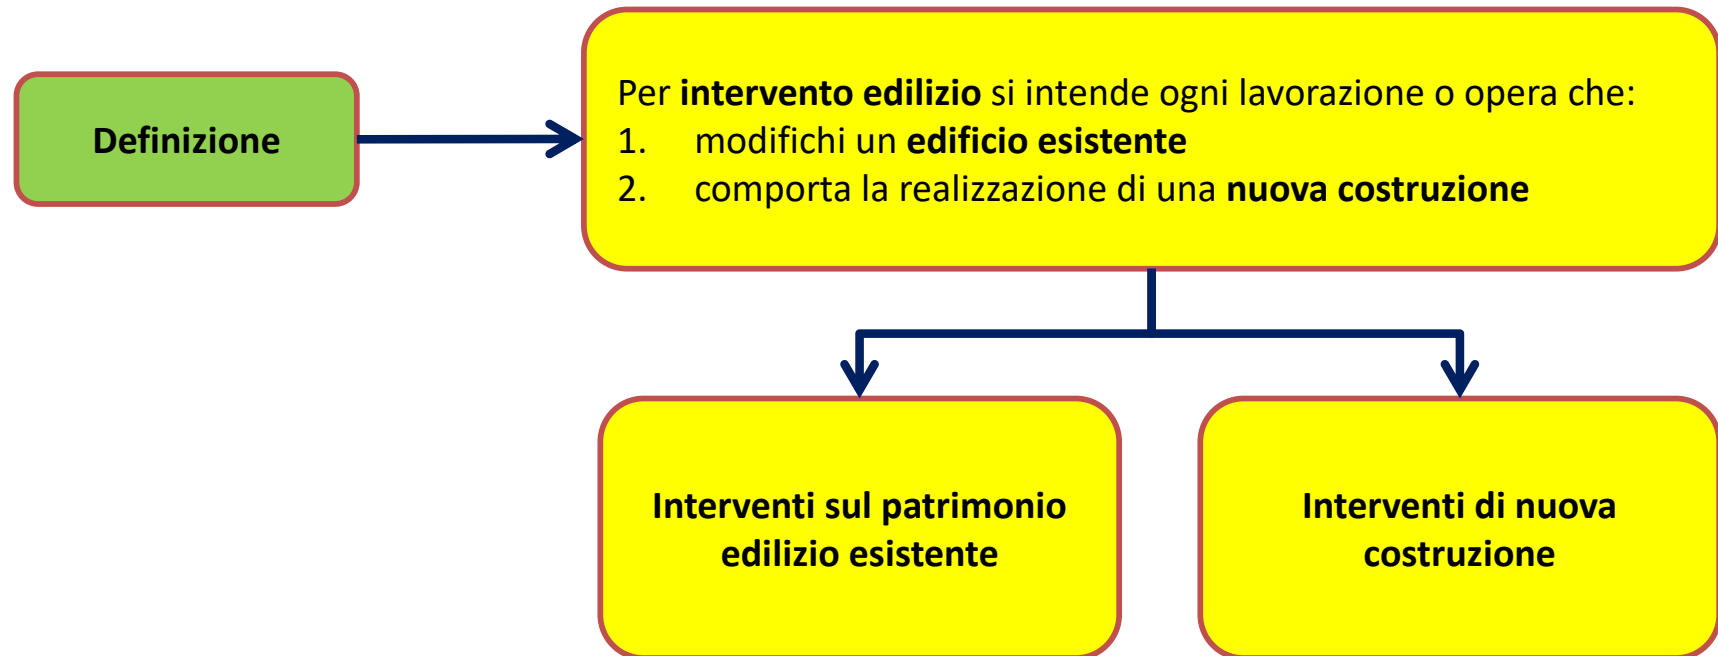 Definizione
Per intervento edilizio si intende ogni lavorazione o opera che:
1. modifichi un edificio esistente
2. comporta la realizzazione di una nuova costruzione
Interventi sul patrimonio
edilizio esistente
Interventi di nuova
costruzione